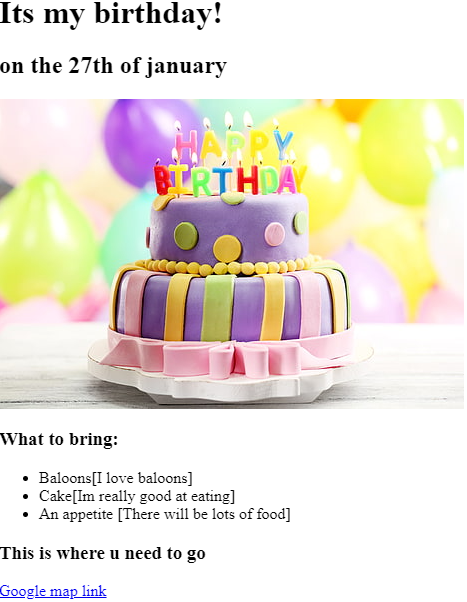 Its my birthday!
on the 27th of january
HAPPY
BIRTHDAY
What to bring:
Baloons[I love baloons]
Cake[Im really good at eating]
An appetite [There will be lots of food]
This is where u need to go
Google map link